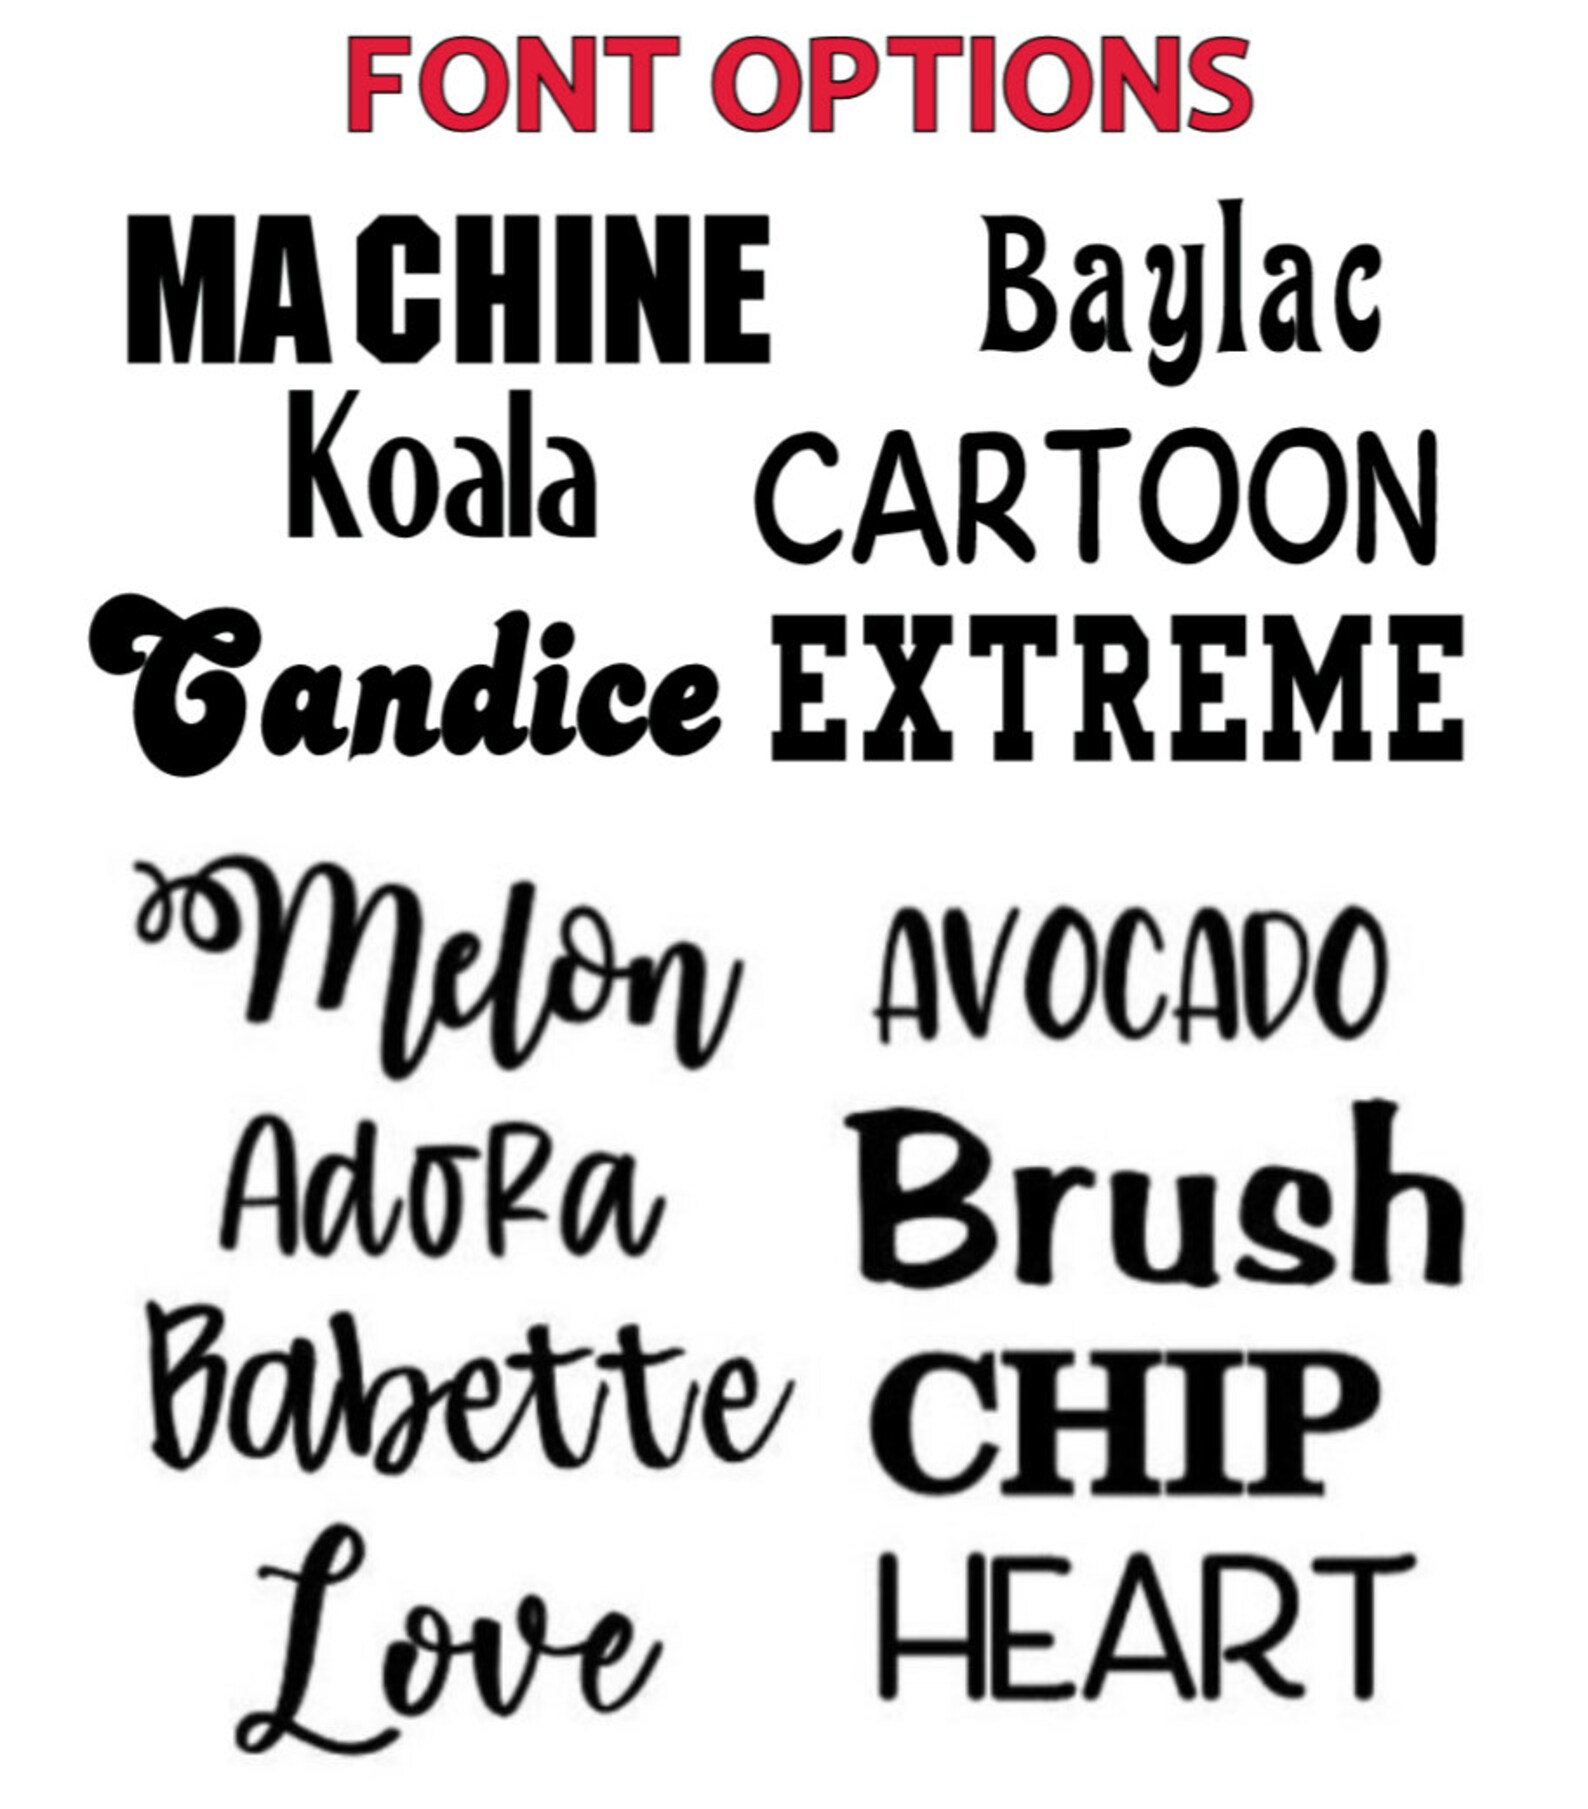 FONT OPTIONS
MACHINE Baylac
Koala CARTOON
Candice EXTREME
Melon AVOCADO
AdoRa Brush
Babette CHIP
Love HEART